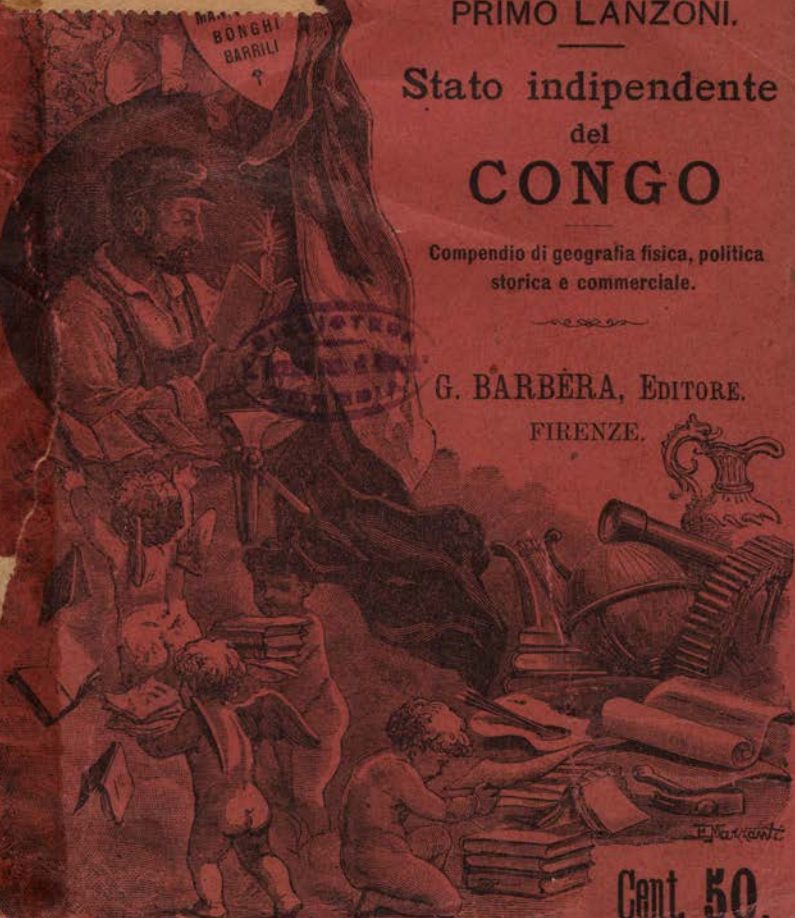 BONGHI
BARRILI
PRIMO LANZONI.
Stato indipendente
del
CONGO
Compendio di geografia fisica, politica
storica e commerciale.
G. BARBÈRA, EDITORE.
FIRENZE.
Cent. 50